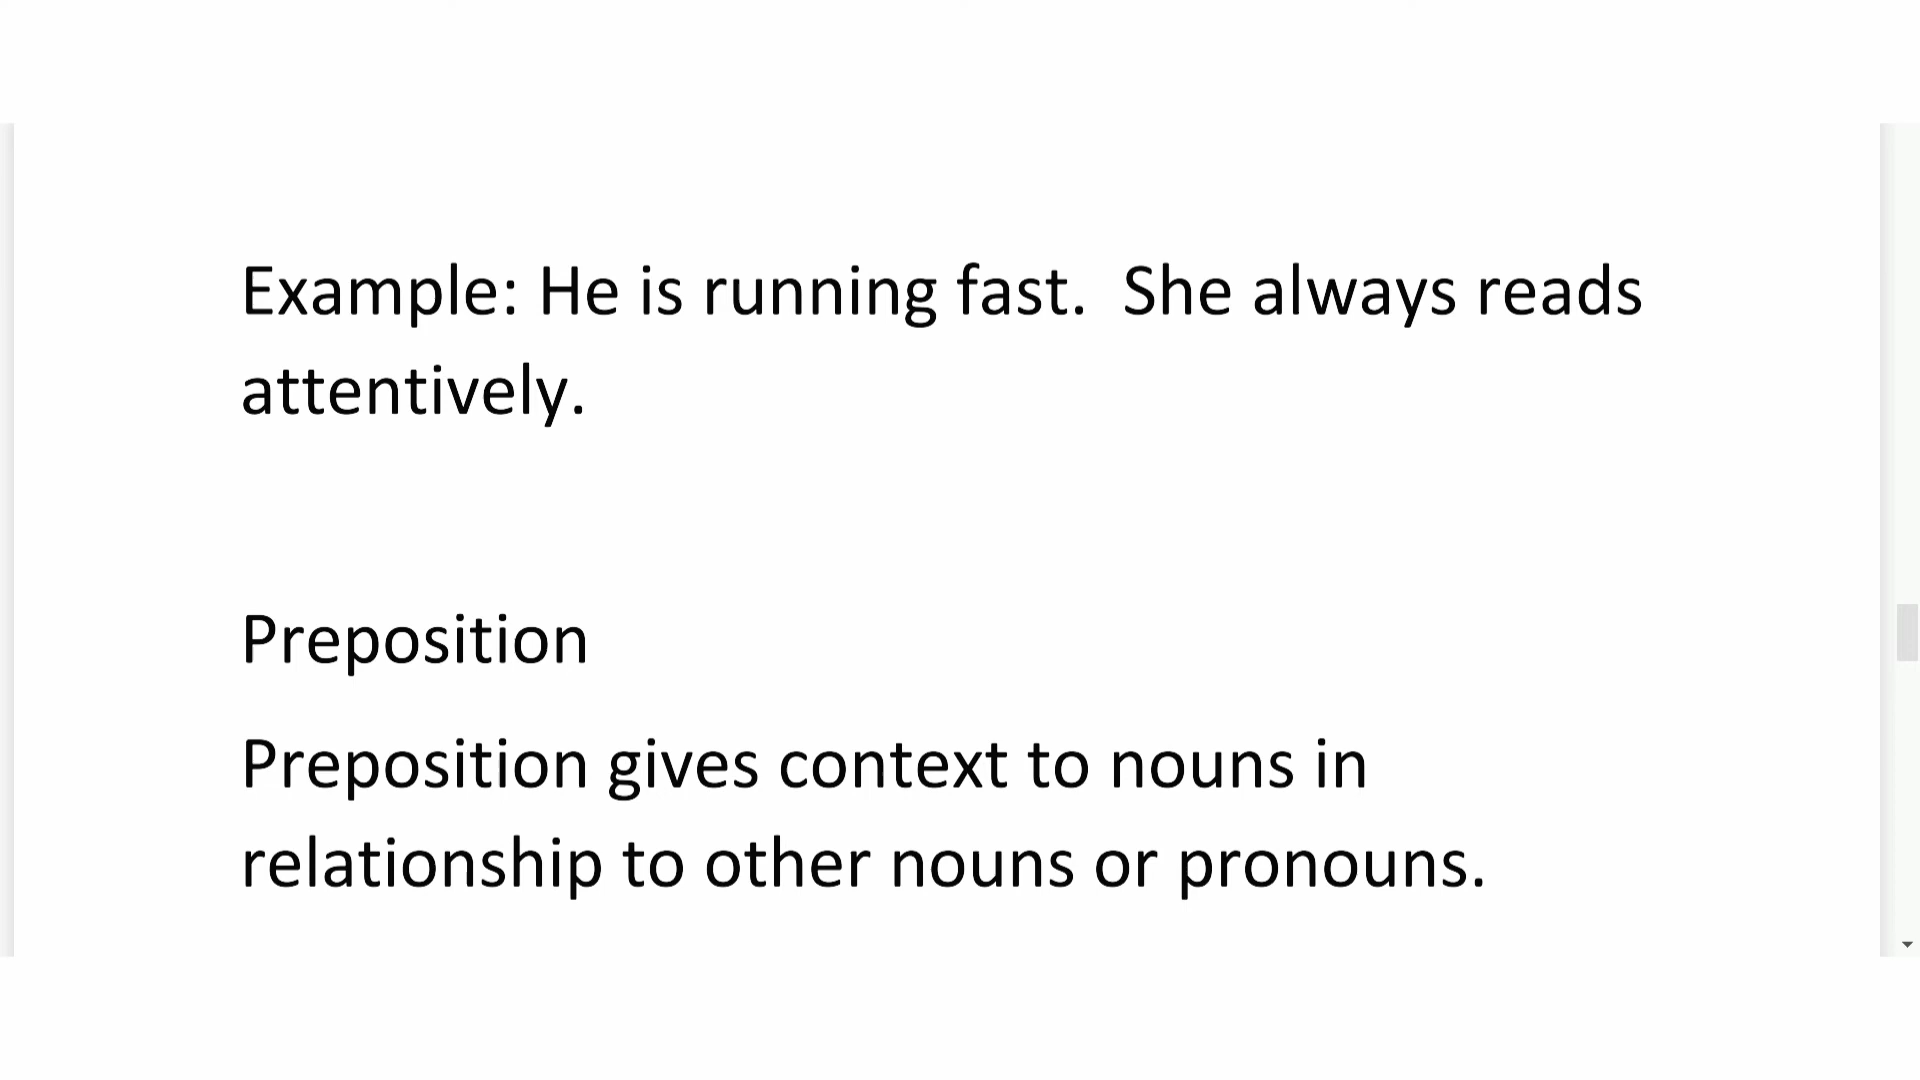 Example: He is running fast.  She always reads
attentively.
Preposition
Preposition gives context to nouns in
relationship to other nouns or pronouns.